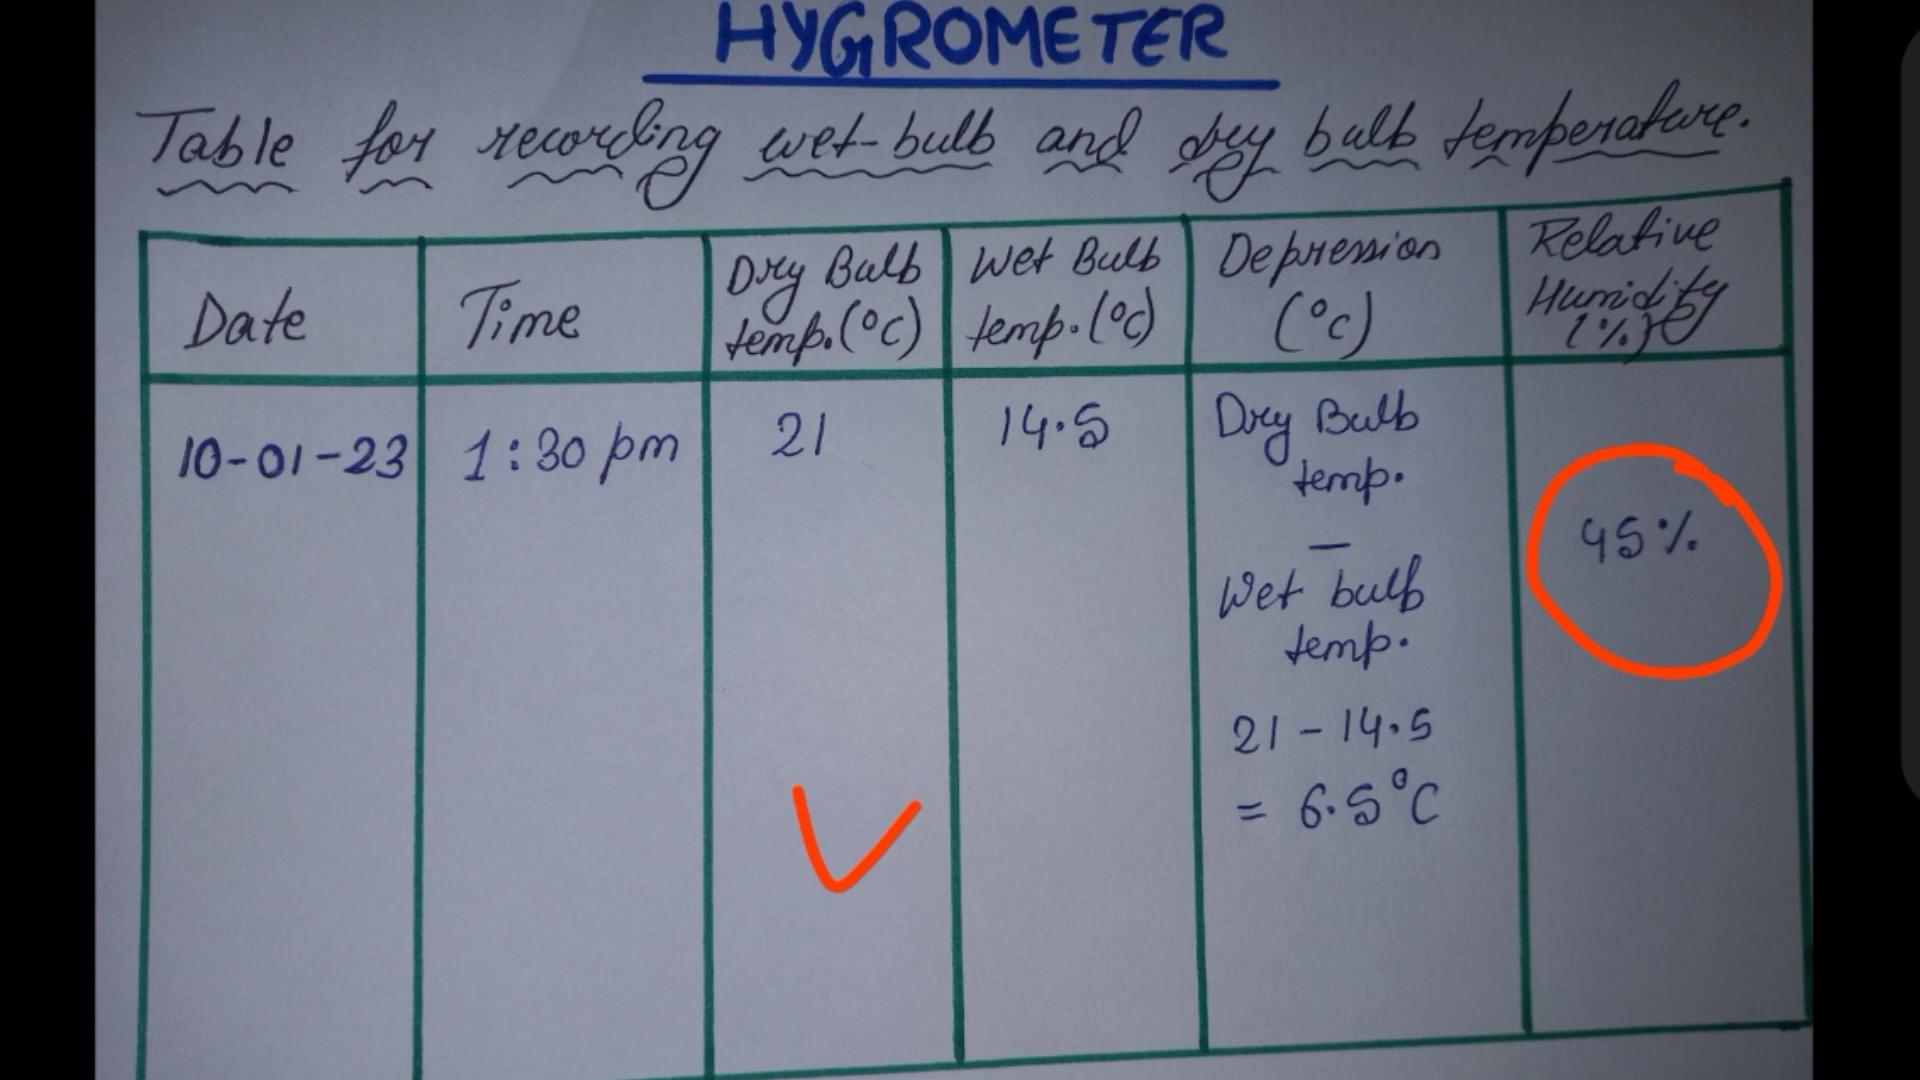 HYGROMETER
Table for recording wet-bulb and dry bulb temperature.
Date
Time
Dry Bulb
temp. (°C)
Wet Bulb
temp. (°C)
Depression
(°C)
Relative
Humidity
(%)
10-01-23
1:30 pm
21
14.5
Dry Bulb
temp.
—
Wet bulb
temp.
21 - 14.5
= 6.5°C
45%